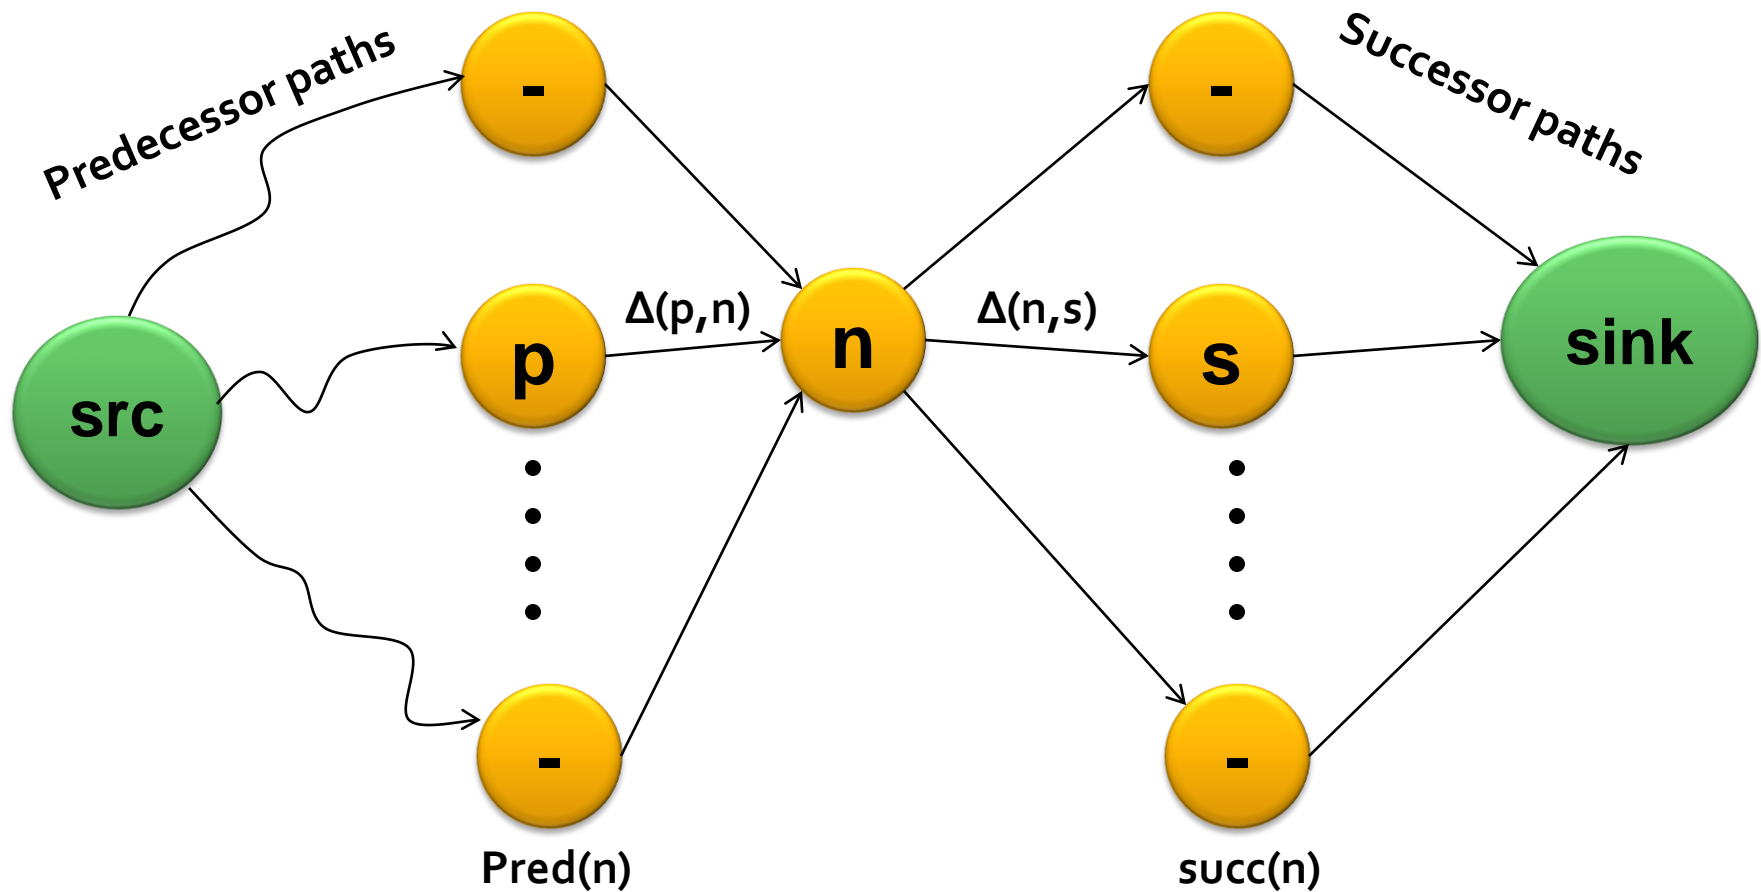 Predecessor paths
Successor paths
-
-
Δ(p,n)
Δ(n,s)
src
p
n
s
sink
-
-
Pred(n)
succ(n)